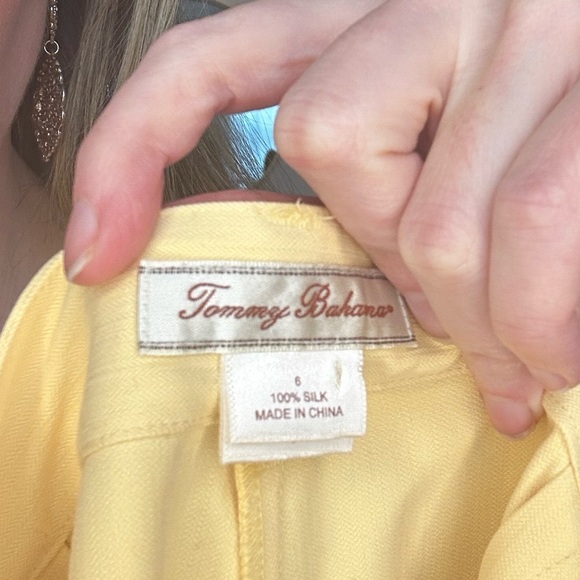 Tommy Bahama
6
100% SILK
MADE IN CHINA